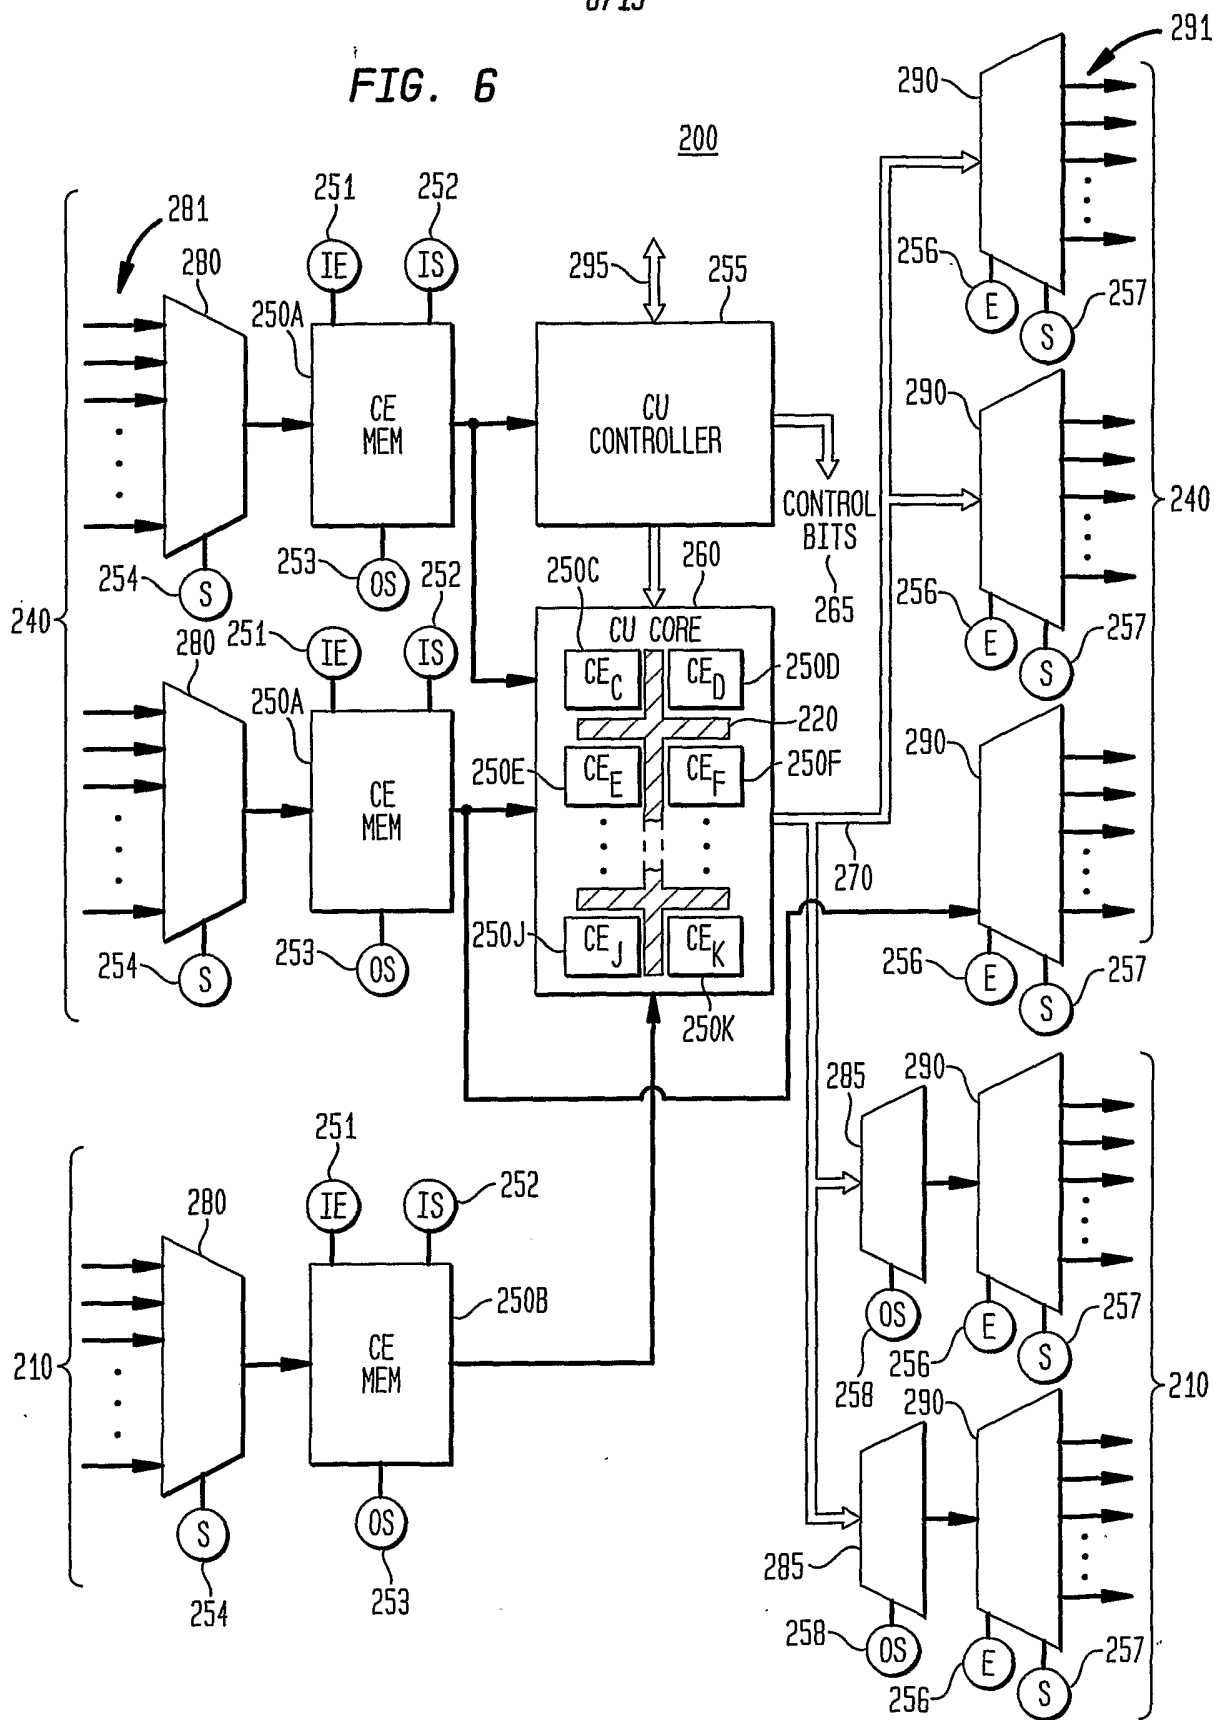 FIG. 6
200
291
290
256 E
257 S
240
281
280
251 IE
252 IS
250A
CE
MEM
253 OS
254 S
295
255
CU
CONTROLLER
CONTROL
BITS
265
290
256 E
257 S
240
240
280
251 IE
252 IS
250A
CE
MEM
253 OS
254 S
260
CU CORE
250C CE C
CE D 250D
220
250E CE E
CE F 250F
250J CE J
CE K
250K
270
290
256 E
257 S
210
280
251 IE
252 IS
250B
CE
MEM
253 OS
254 S
285
OS 258
290
256 E
257 S
210
285
258 OS
290
256 E
257 S